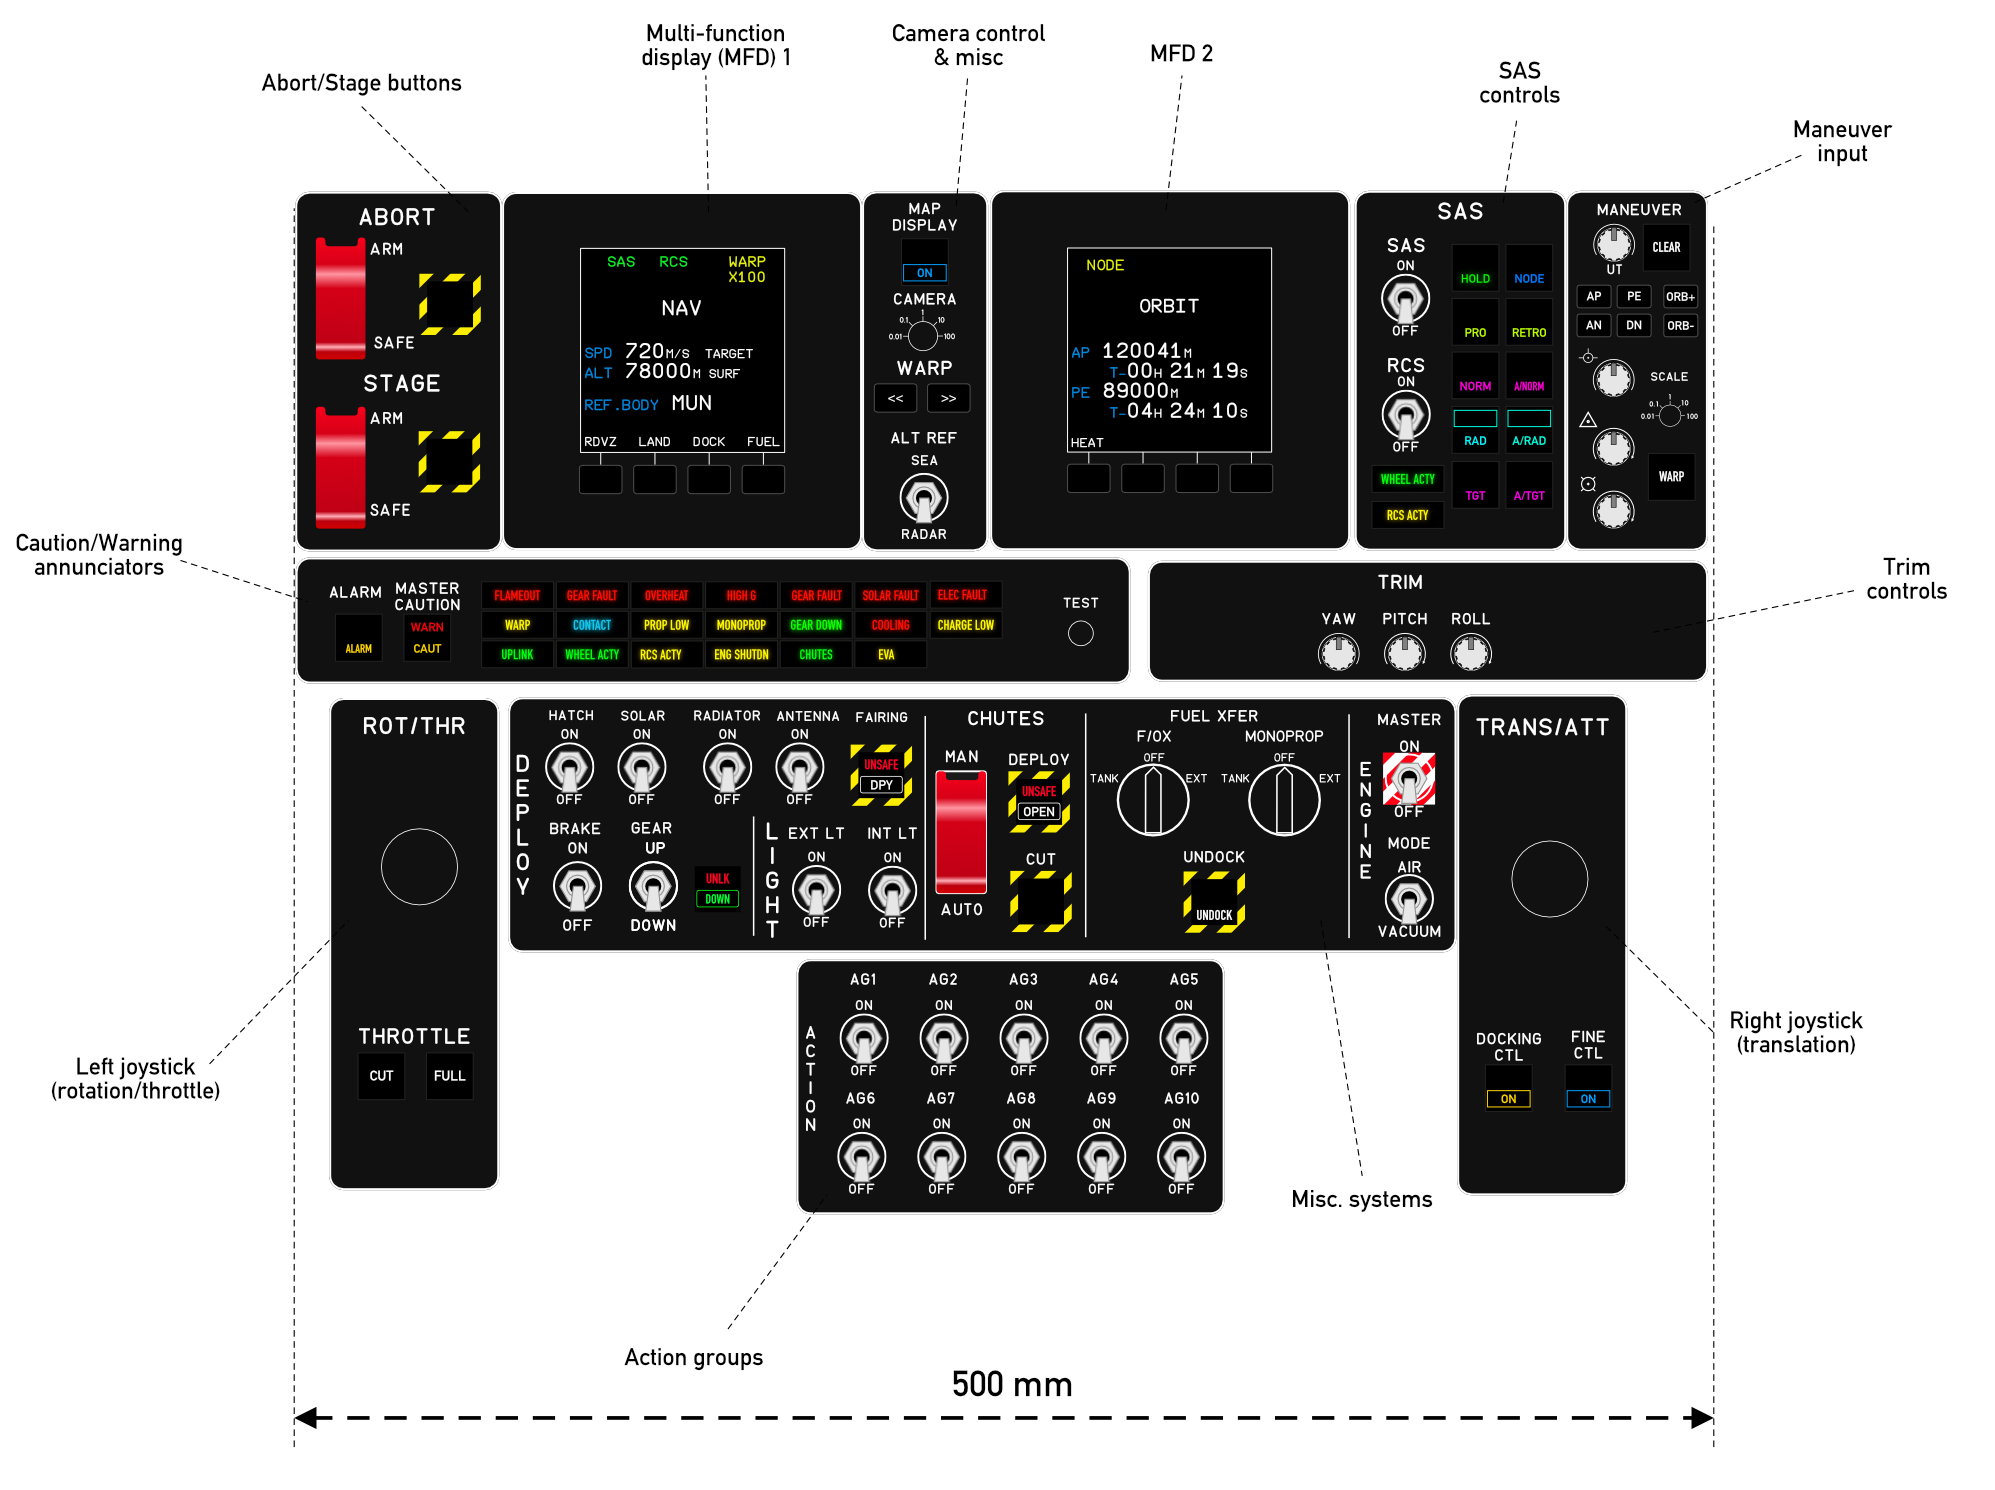 Multi-function
display (MFD) 1
Camera control
& misc
MFD 2
Abort/Stage buttons
SAS
controls
Maneuver
input
ABORT
ARM
SAFE
STAGE
ARM
SAFE
SAS RCS WARP
X100
NAV
SPD 720M/S TARGET
ALT 78000M SURF
REF.BODY MUN
RDVZ LAND DOCK FUEL
MAP
DISPLAY
ON
CAMERA
0.01 0.1 1 10 100
WARP
<< >>
ALT REF
SEA
RADAR
NODE
ORBIT
AP 120041M
T-00H 21M 19S
PE 89000M
T-04H 24M 10S
HEAT
SAS
SAS
ON
OFF
RCS
ON
OFF
WHEEL ACTY
RCS ACTY
HOLD NODE
PRO RETRO
NORM A/NORM
RAD A/RAD
TGT A/TGT
MANEUVER
UT
CLEAR
AP PE ORB+
AN DN ORB-
SCALE
0.01 0.1 1 10 100
WARP
Caution/Warning
annunciators
ALARM
ALARM
MASTER
CAUTION
WARN
CAUT
FLAMEOUT GEAR FAULT OVERHEAT HIGH G GEAR FAULT SOLAR FAULT ELEC FAULT
WARP CONTACT PROP LOW MONOPROP GEAR DOWN COOLING CHARGE LOW
UPLINK WHEEL ACTY RCS ACTY ENG SHUTDN CHUTES EVA
TEST
TRIM
YAW PITCH ROLL
Trim
controls
ROT/THR
THROTTLE
CUT FULL
Left joystick
(rotation/throttle)
DEPLOY
HATCH
ON
OFF
SOLAR
ON
OFF
RADIATOR
ON
OFF
ANTENNA
ON
OFF
FAIRING
UNSAFE
DPY
BRAKE
ON
OFF
GEAR
UP
DOWN
UNLK
DOWN
LIGHT
EXT LT
ON
OFF
INT LT
ON
OFF
CHUTES
MAN
AUTO
DEPLOY
UNSAFE
OPEN
CUT
FUEL XFER
F/OX
TANK OFF EXT
MONOPROP
TANK OFF EXT
UNDOCK
UNDOCK
ENGINE
MASTER
ON
OFF
MODE
AIR
VACUUM
TRANS/ATT
DOCKING
CTL
ON
FINE
CTL
ON
Right joystick
(translation)
ACTION
AG1 AG2 AG3 AG4 AG5
ON ON ON ON ON
OFF OFF OFF OFF OFF
AG6 AG7 AG8 AG9 AG10
ON ON ON ON ON
OFF OFF OFF OFF OFF
Misc. systems
Action groups
500 mm